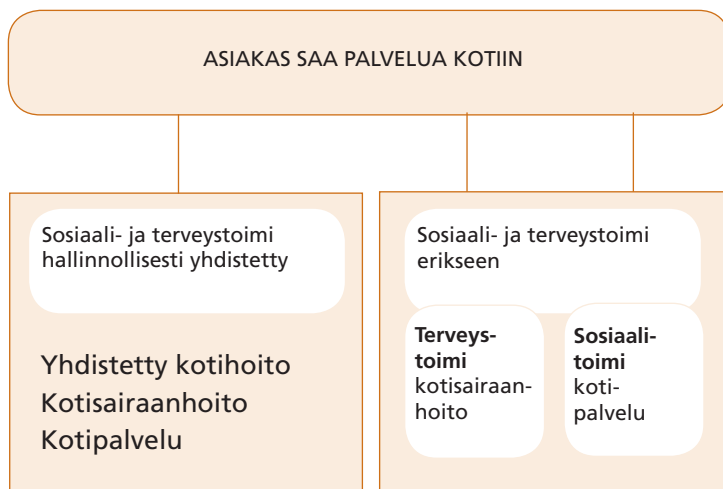 ASIAKAS SAA PALVELUA KOTIIN
Sosiaali- ja terveystoimi
hallinnollisesti yhdistetty
Yhdistetty kotihoito
Kotisairaanhoito
Kotipalvelu
Sosiaali- ja terveystoimi
erikseen
Terveys-
toimi
kotisairaan-
hoito
Sosiaali-
toimi
koti-
palvelu